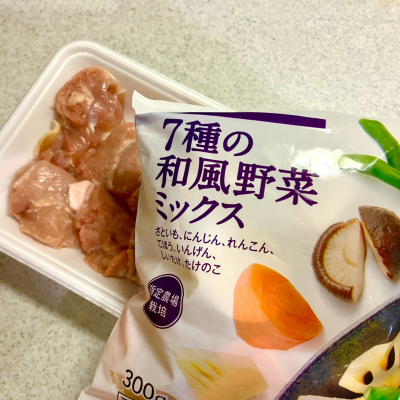 7種の
和風野菜
ミックス
さといも、にんじん、れんこん、
ごぼう、いんげん、
しいたけ、たけのこ
指定農場
栽培
300g